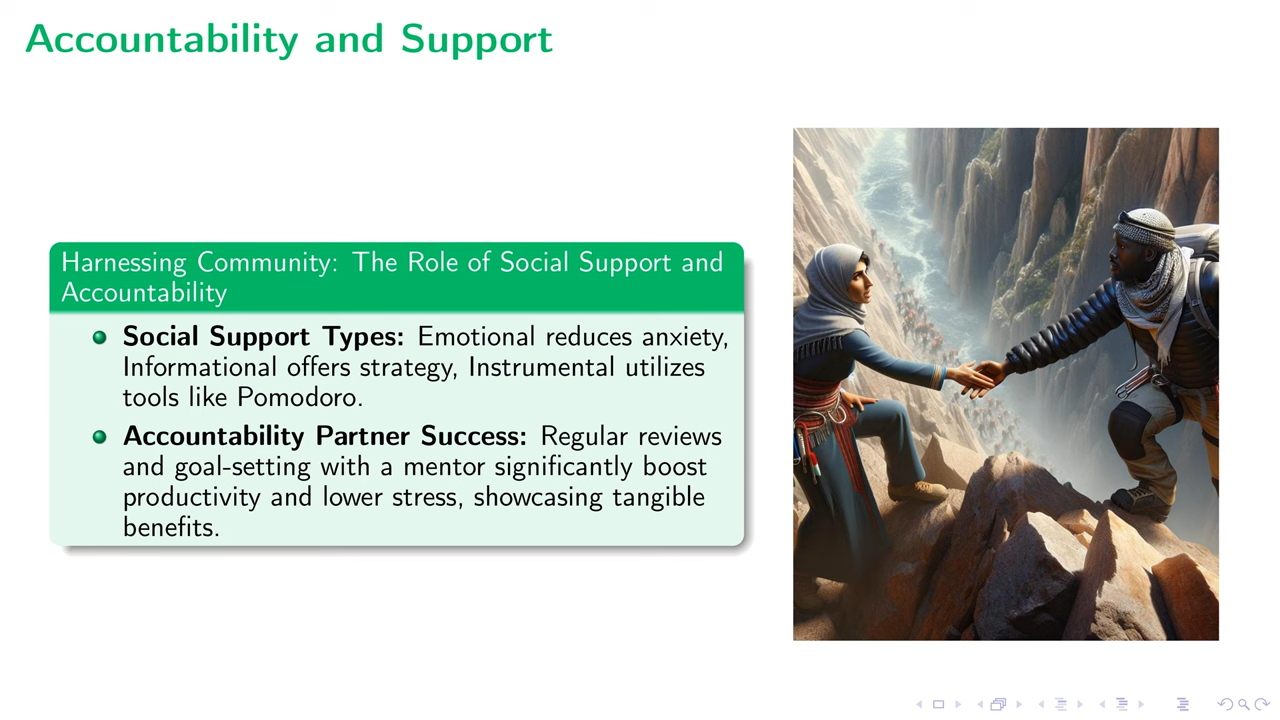 Accountability and Support
Harnessing Community: The Role of Social Support and
Accountability
Social Support Types: Emotional reduces anxiety,
Informational offers strategy, Instrumental utilizes
tools like Pomodoro.
Accountability Partner Success: Regular reviews
and goal-setting with a mentor significantly boost
productivity and lower stress, showcasing tangible
benefits.